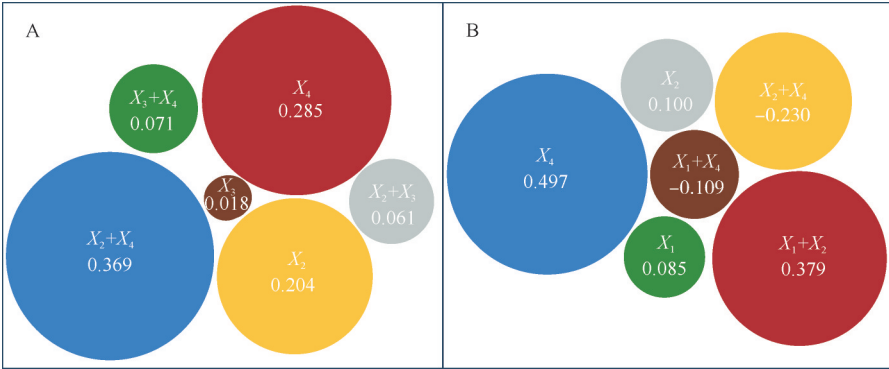 A
X₃+X₄
0.071
X₄
0.285
X₃
0.018
X₂+X₃
0.061
X₂+X₄
0.369
X₂
0.204
B
X₂
0.100
X₂+X₄
−0.230
X₄
0.497
X₁+X₄
−0.109
X₁
0.085
X₁+X₂
0.379